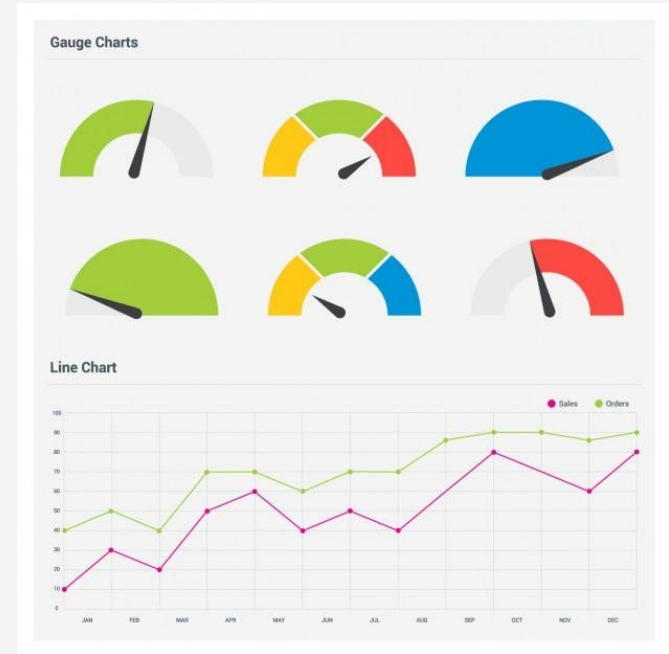 Gauge Charts
Line Chart
Sales Orders
100
90
80
70
60
50
40
30
20
10
0
JAN FEB MAR APR MAY JUN JUL AUG SEP OCT NOV DEC